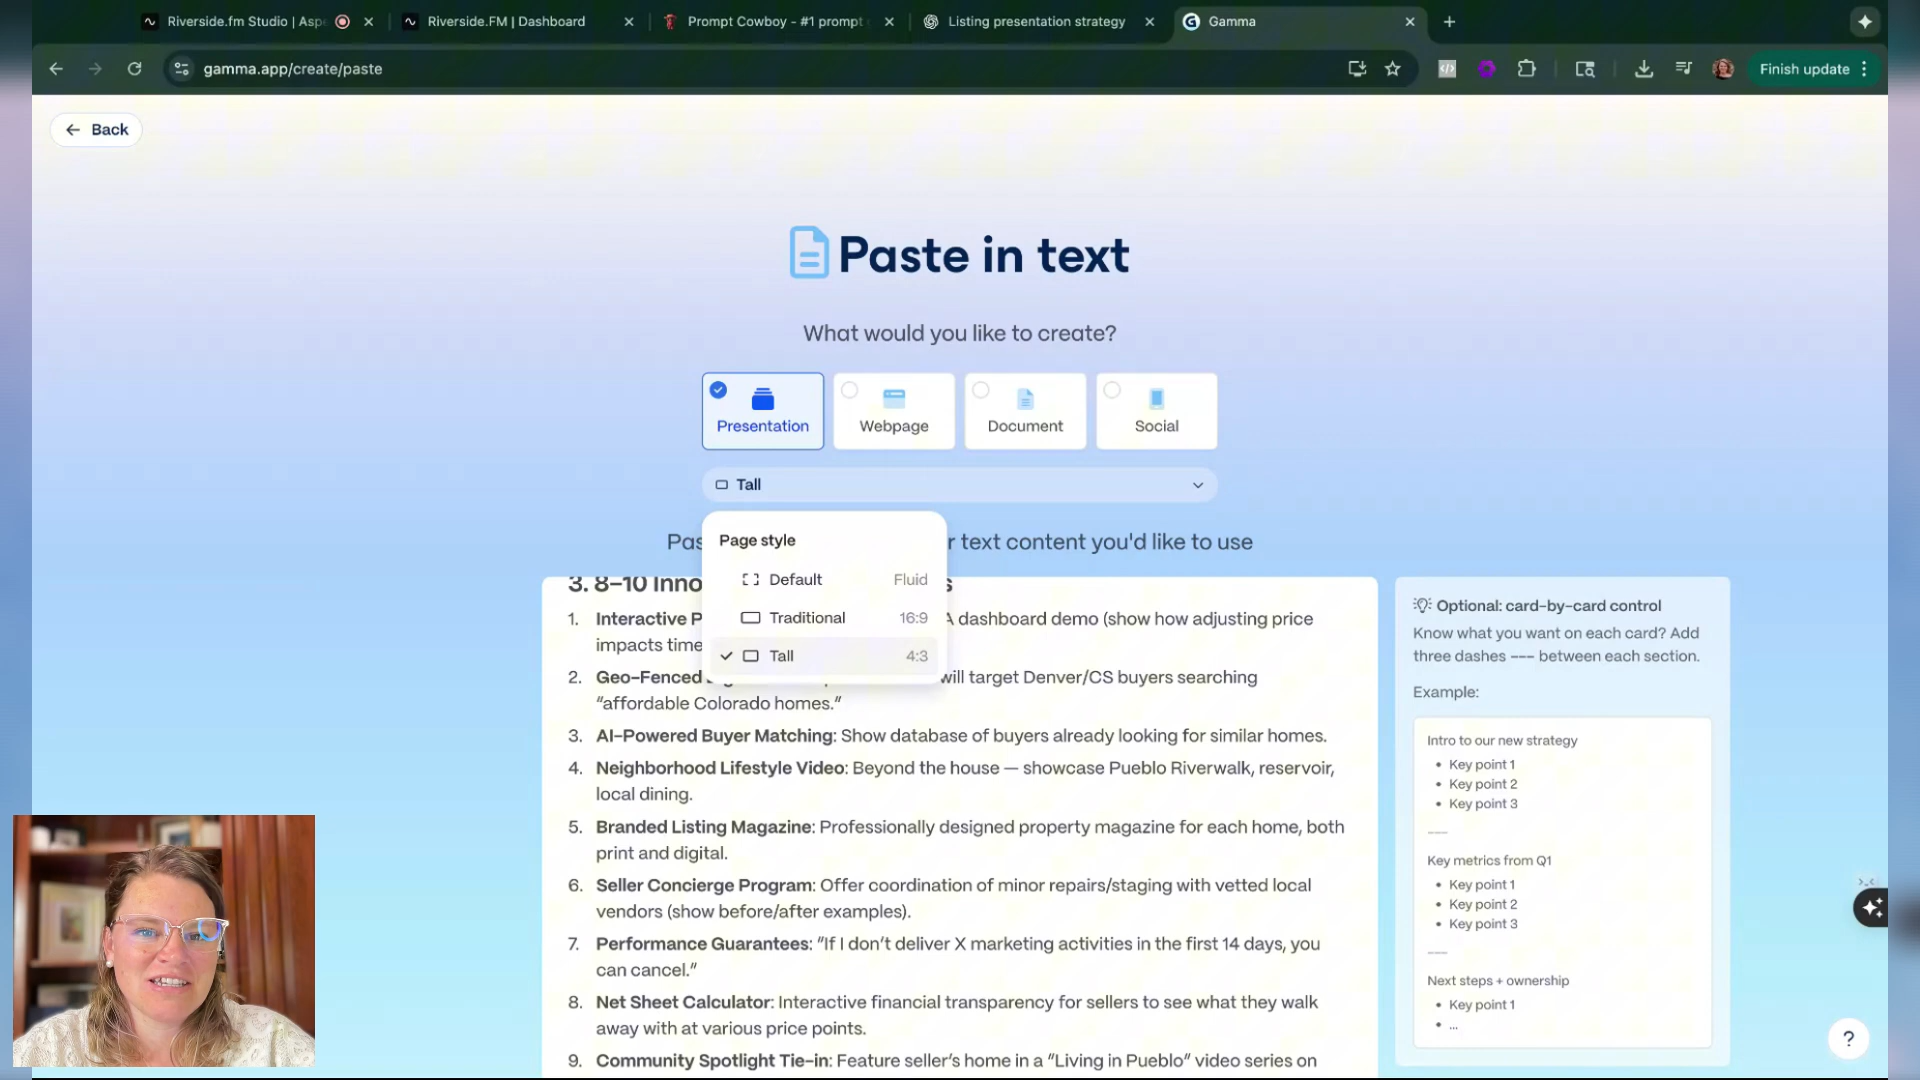 Riverside.fm Studio | Aspe
Riverside.FM | Dashboard
Prompt Cowboy - #1 prompt
Listing presentation strategy
Gamma
gamma.app/create/paste
Finish update
Back
Paste in text
What would you like to create?
Presentation
Webpage
Document
Social
Tall
Page style
Default Fluid
Traditional 16:9
Tall 4:3
Pas
r text content you'd like to use
3. 8–10 Inno
s
1. Interactive P
A dashboard demo (show how adjusting price
impacts time
2. Geo-Fenced
will target Denver/CS buyers searching
“affordable Colorado homes.”
3. AI-Powered Buyer Matching: Show database of buyers already looking for similar homes.
4. Neighborhood Lifestyle Video: Beyond the house — showcase Pueblo Riverwalk, reservoir,
local dining.
5. Branded Listing Magazine: Professionally designed property magazine for each home, both
print and digital.
6. Seller Concierge Program: Offer coordination of minor repairs/staging with vetted local
vendors (show before/after examples).
7. Performance Guarantees: “If I don’t deliver X marketing activities in the first 14 days, you
can cancel.”
8. Net Sheet Calculator: Interactive financial transparency for sellers to see what they walk
away with at various price points.
9. Community Spotlight Tie-in: Feature seller’s home in a “Living in Pueblo” video series on
Optional: card-by-card control
Know what you want on each card? Add
three dashes --- between each section.
Example:
Intro to our new strategy
• Key point 1
• Key point 2
• Key point 3
---
Key metrics from Q1
• Key point 1
• Key point 2
• Key point 3
---
Next steps + ownership
• Key point 1
• ...
?